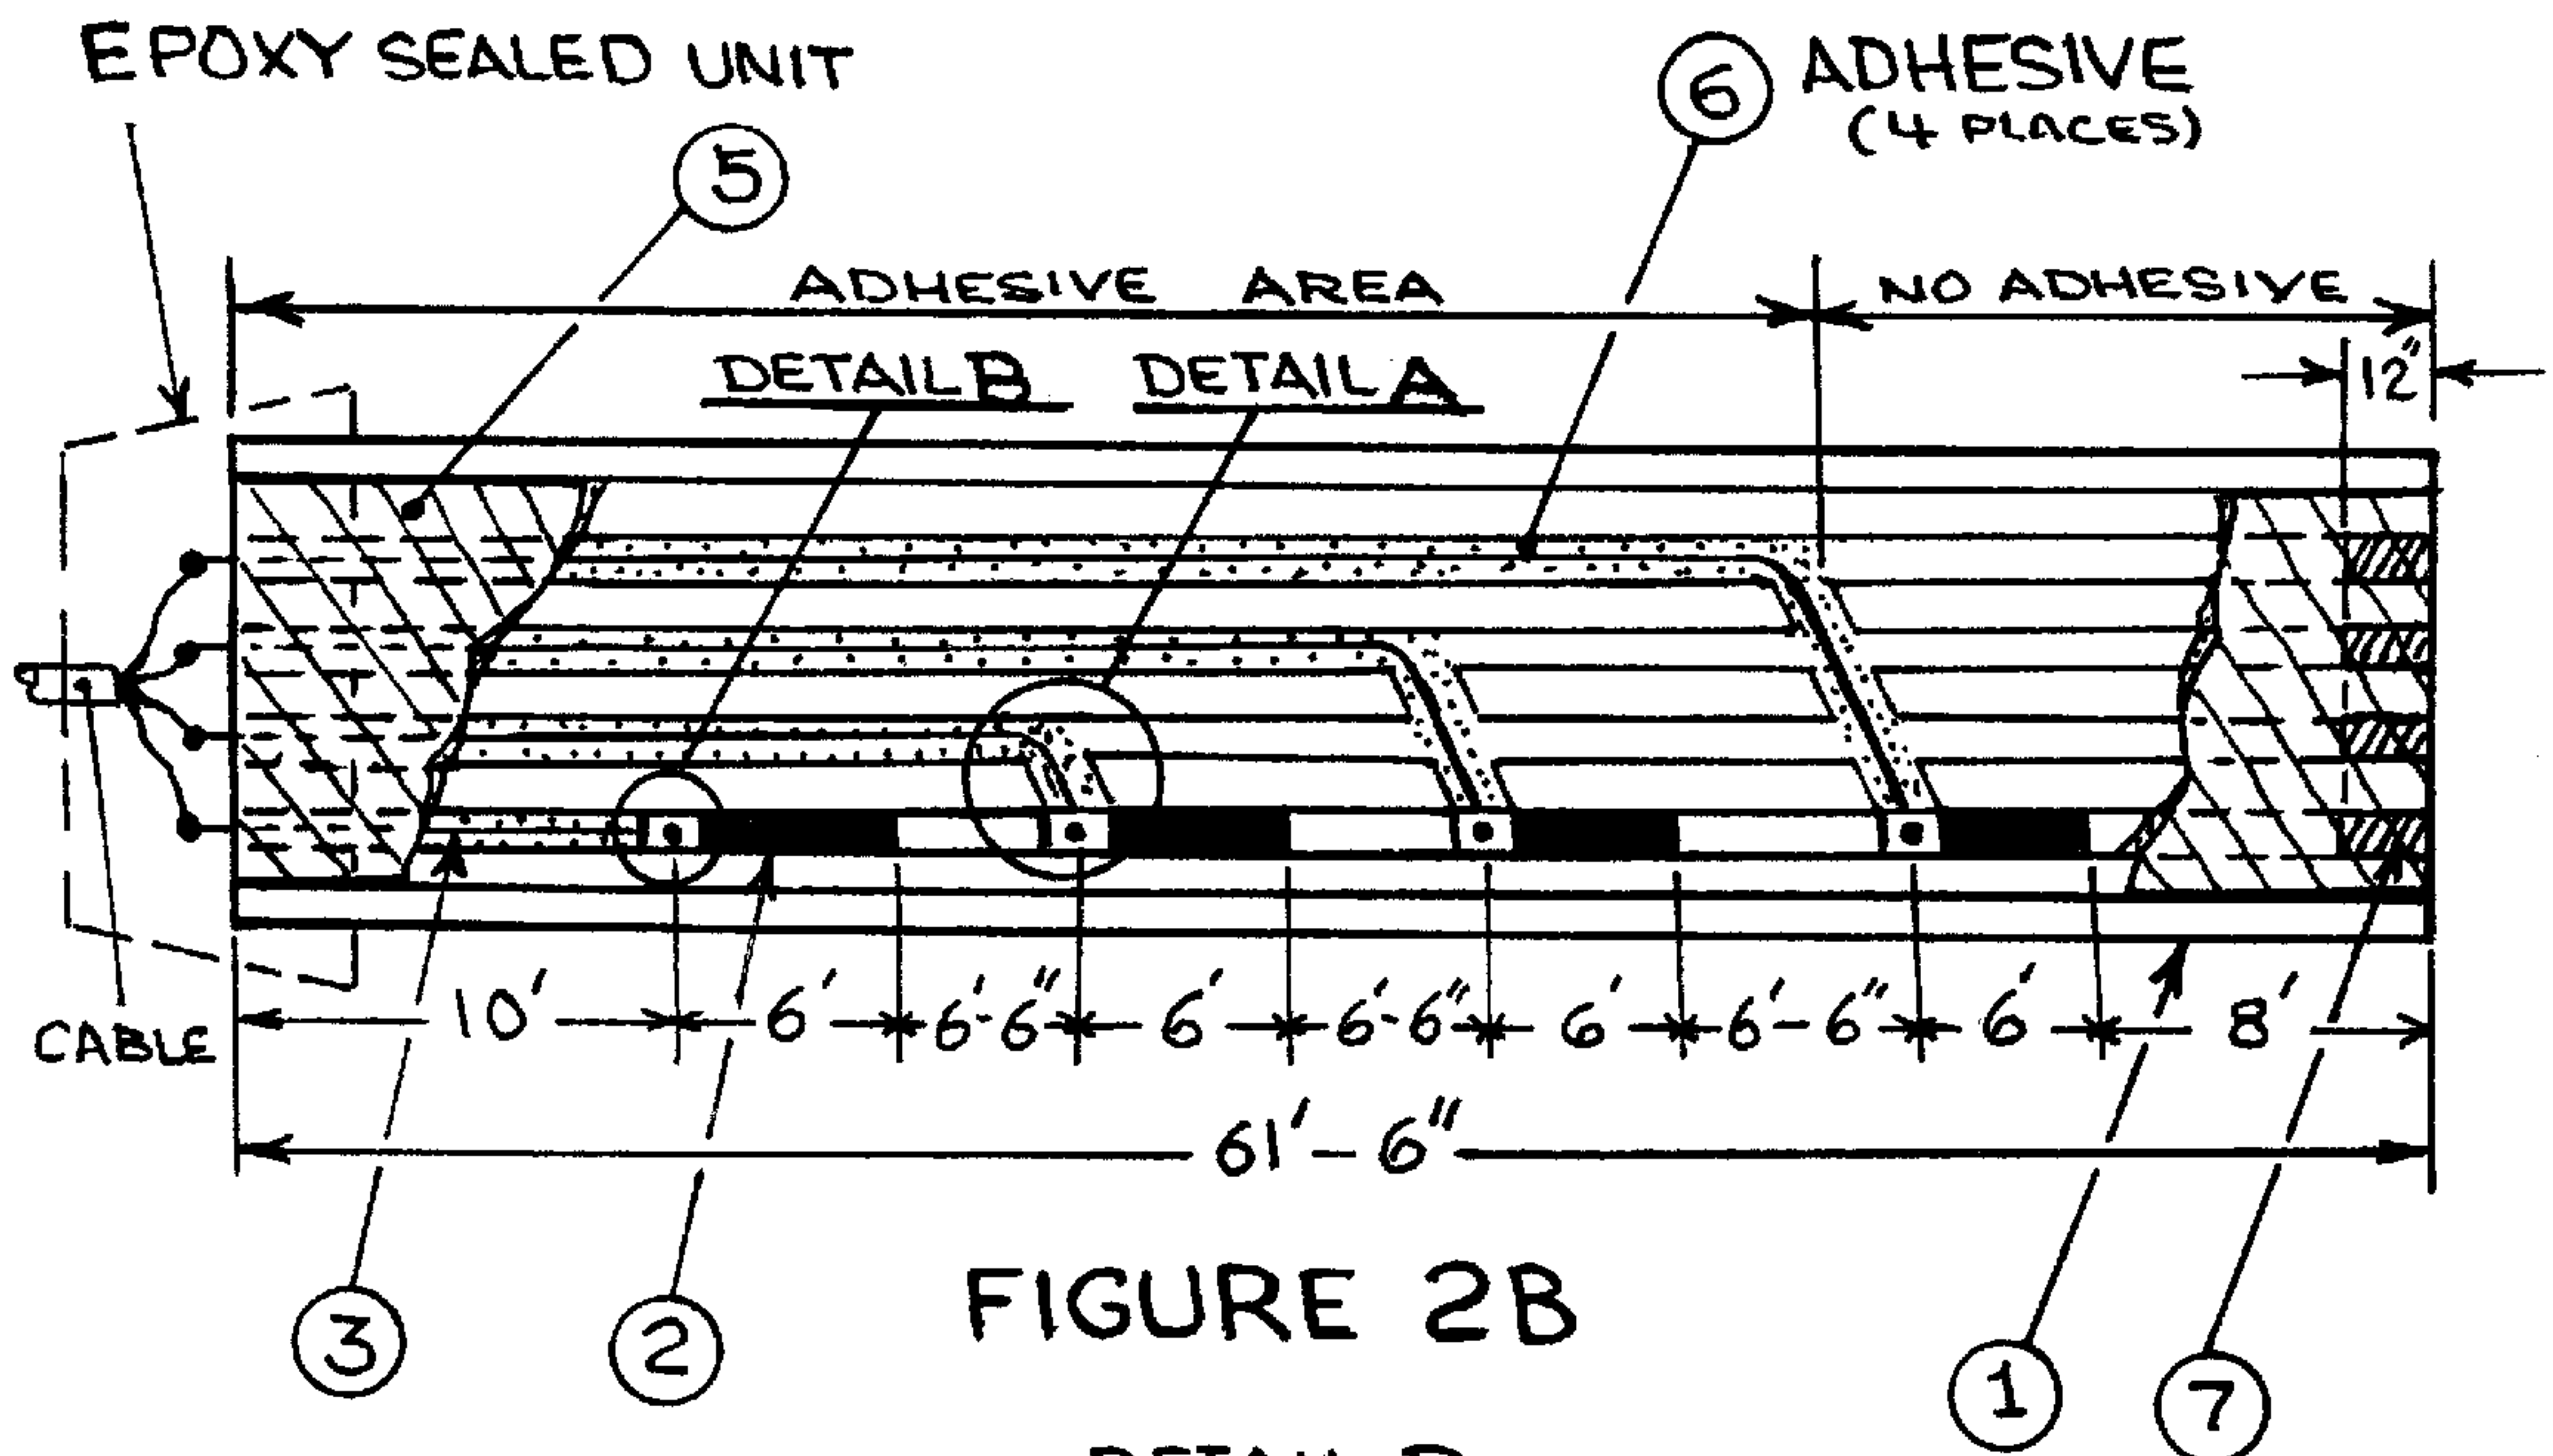 EPOXY SEALED UNIT
6 ADHESIVE
(4 PLACES)
5
ADHESIVE AREA
NO ADHESIVE
DETAIL B
DETAIL A
12"
10'
6'
6'-6"
6'
6'-6"
6'
6'-6"
6'
8'
CABLE
61'-6"
FIGURE 2B
3
2
1
7